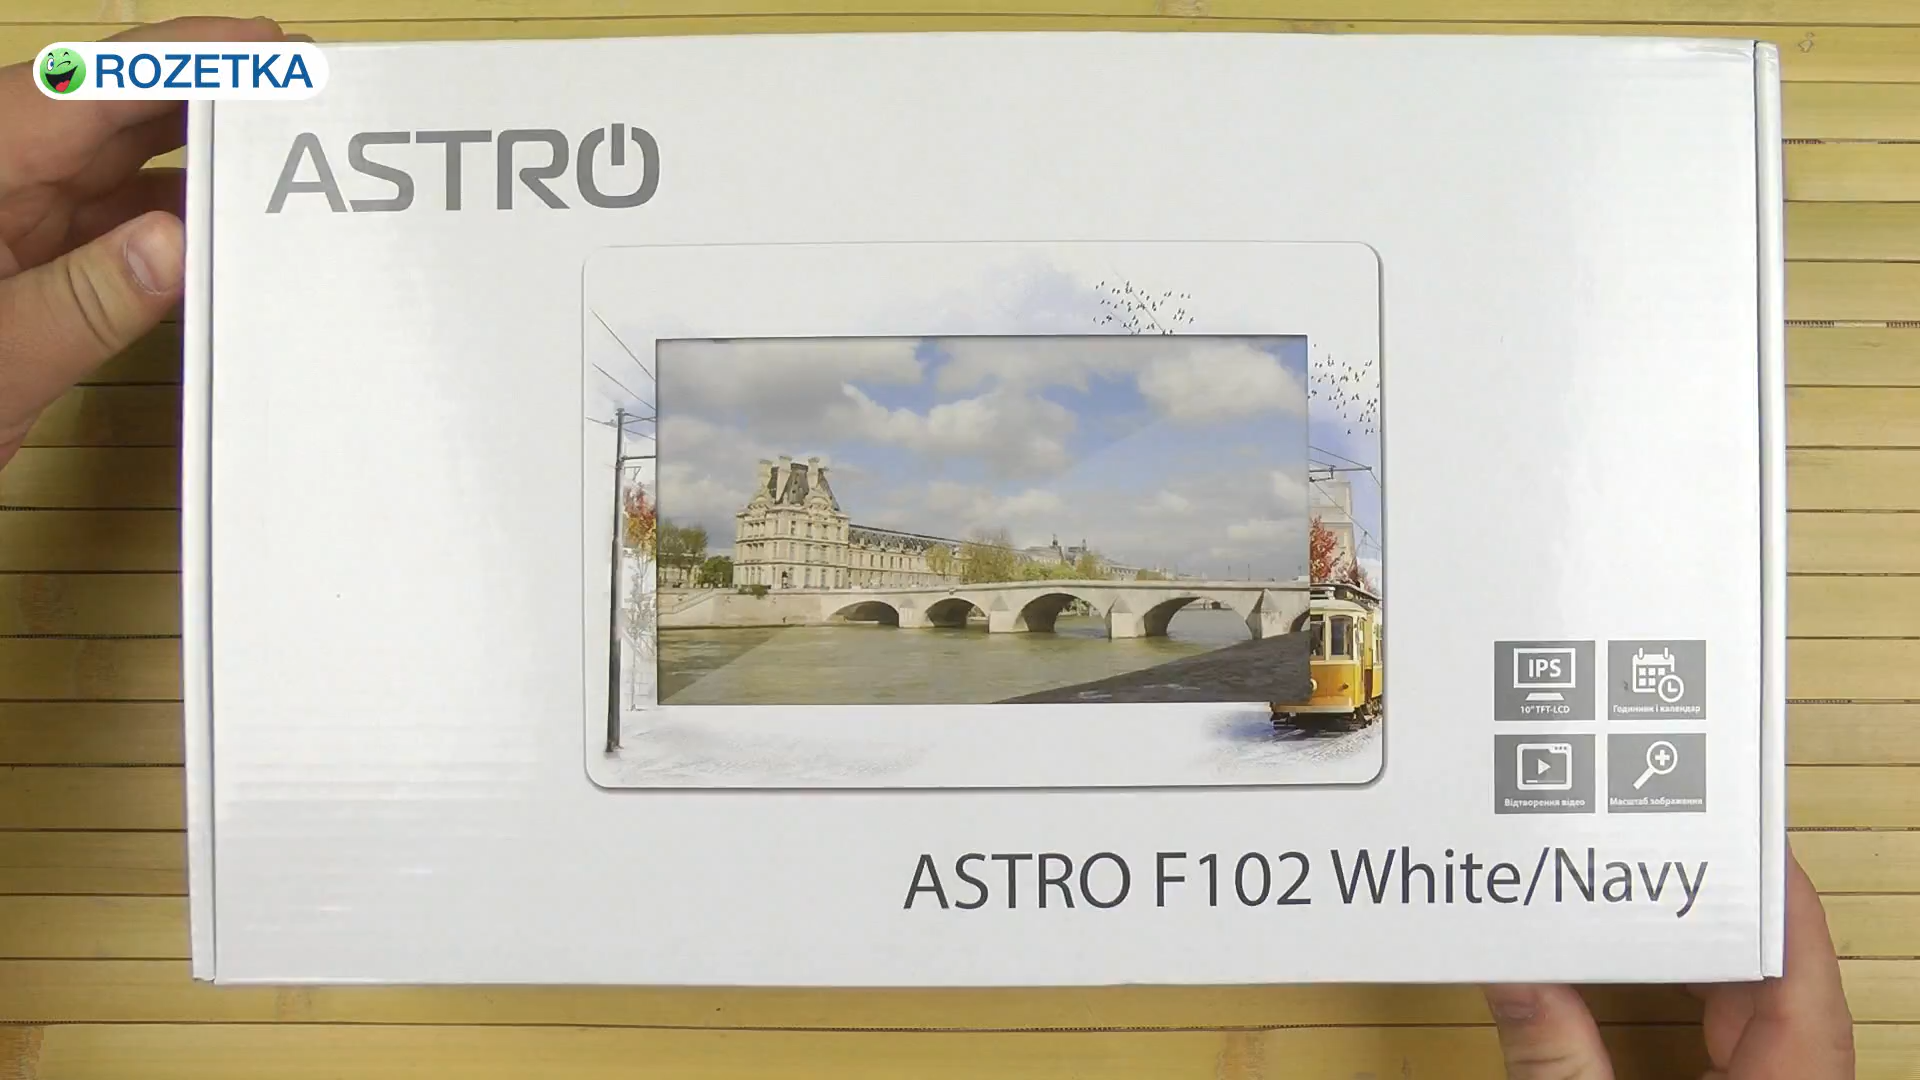 ROZETKA
ASTRO
IPS
10" TFT-LCD
Годинник і календар
Відтворення відео
Масштаб зображення
ASTRO F102 White/Navy